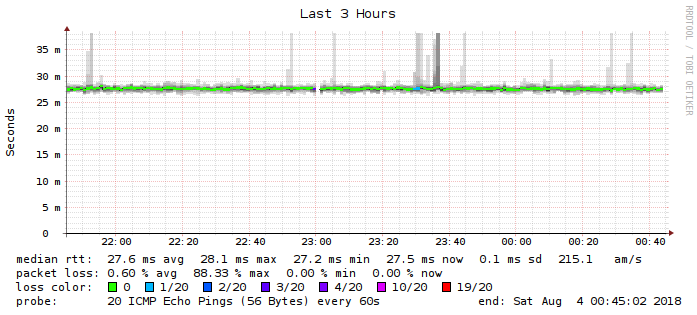 Last 3 Hours
RRDTOOL / TOBI OETIKER
Seconds
35 m
30 m
25 m
20 m
15 m
10 m
5 m
0
22:00 22:20 22:40 23:00 23:20 23:40 00:00 00:20 00:40
median rtt: 27.6 ms avg 28.1 ms max 27.2 ms min 27.5 ms now 0.1 ms sd 215.1 am/s
packet loss: 0.60 % avg 88.33 % max 0.00 % min 0.00 % now
loss color: 0 1/20 2/20 3/20 4/20 10/20 19/20
probe: 20 ICMP Echo Pings (56 Bytes) every 60s end: Sat Aug 4 00:45:02 2018